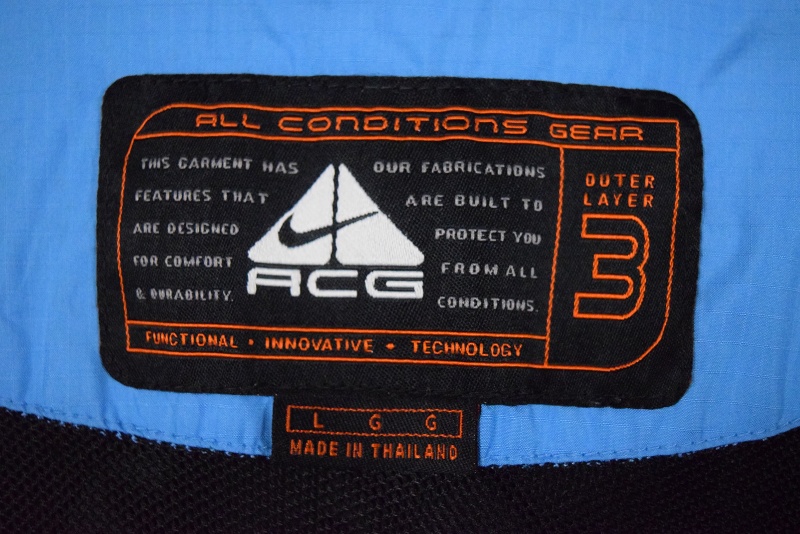 ALL CONDITIONS GEAR
THIS GARMENT HAS
FEATURES THAT
ARE DESIGNED
FOR COMFORT
& DURABILITY.
ACG
OUR FABRICATIONS
ARE BUILT TO
PROTECT YOU
FROM ALL
CONDITIONS.
OUTER
LAYER
3
FUNCTIONAL • INNOVATIVE • TECHNOLOGY
L G G
MADE IN THAILAND